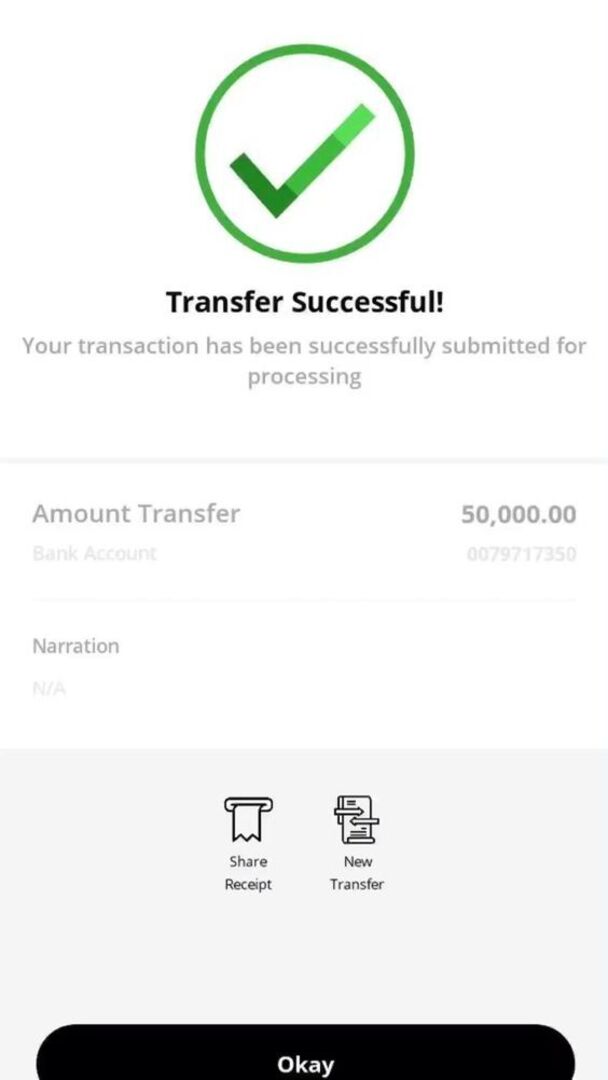 Transfer Successful!
Your transaction has been successfully submitted for
processing
Amount Transfer 50,000.00
Bank Account 0079717350
Narration
N/A
Share New
Receipt Transfer
Okay